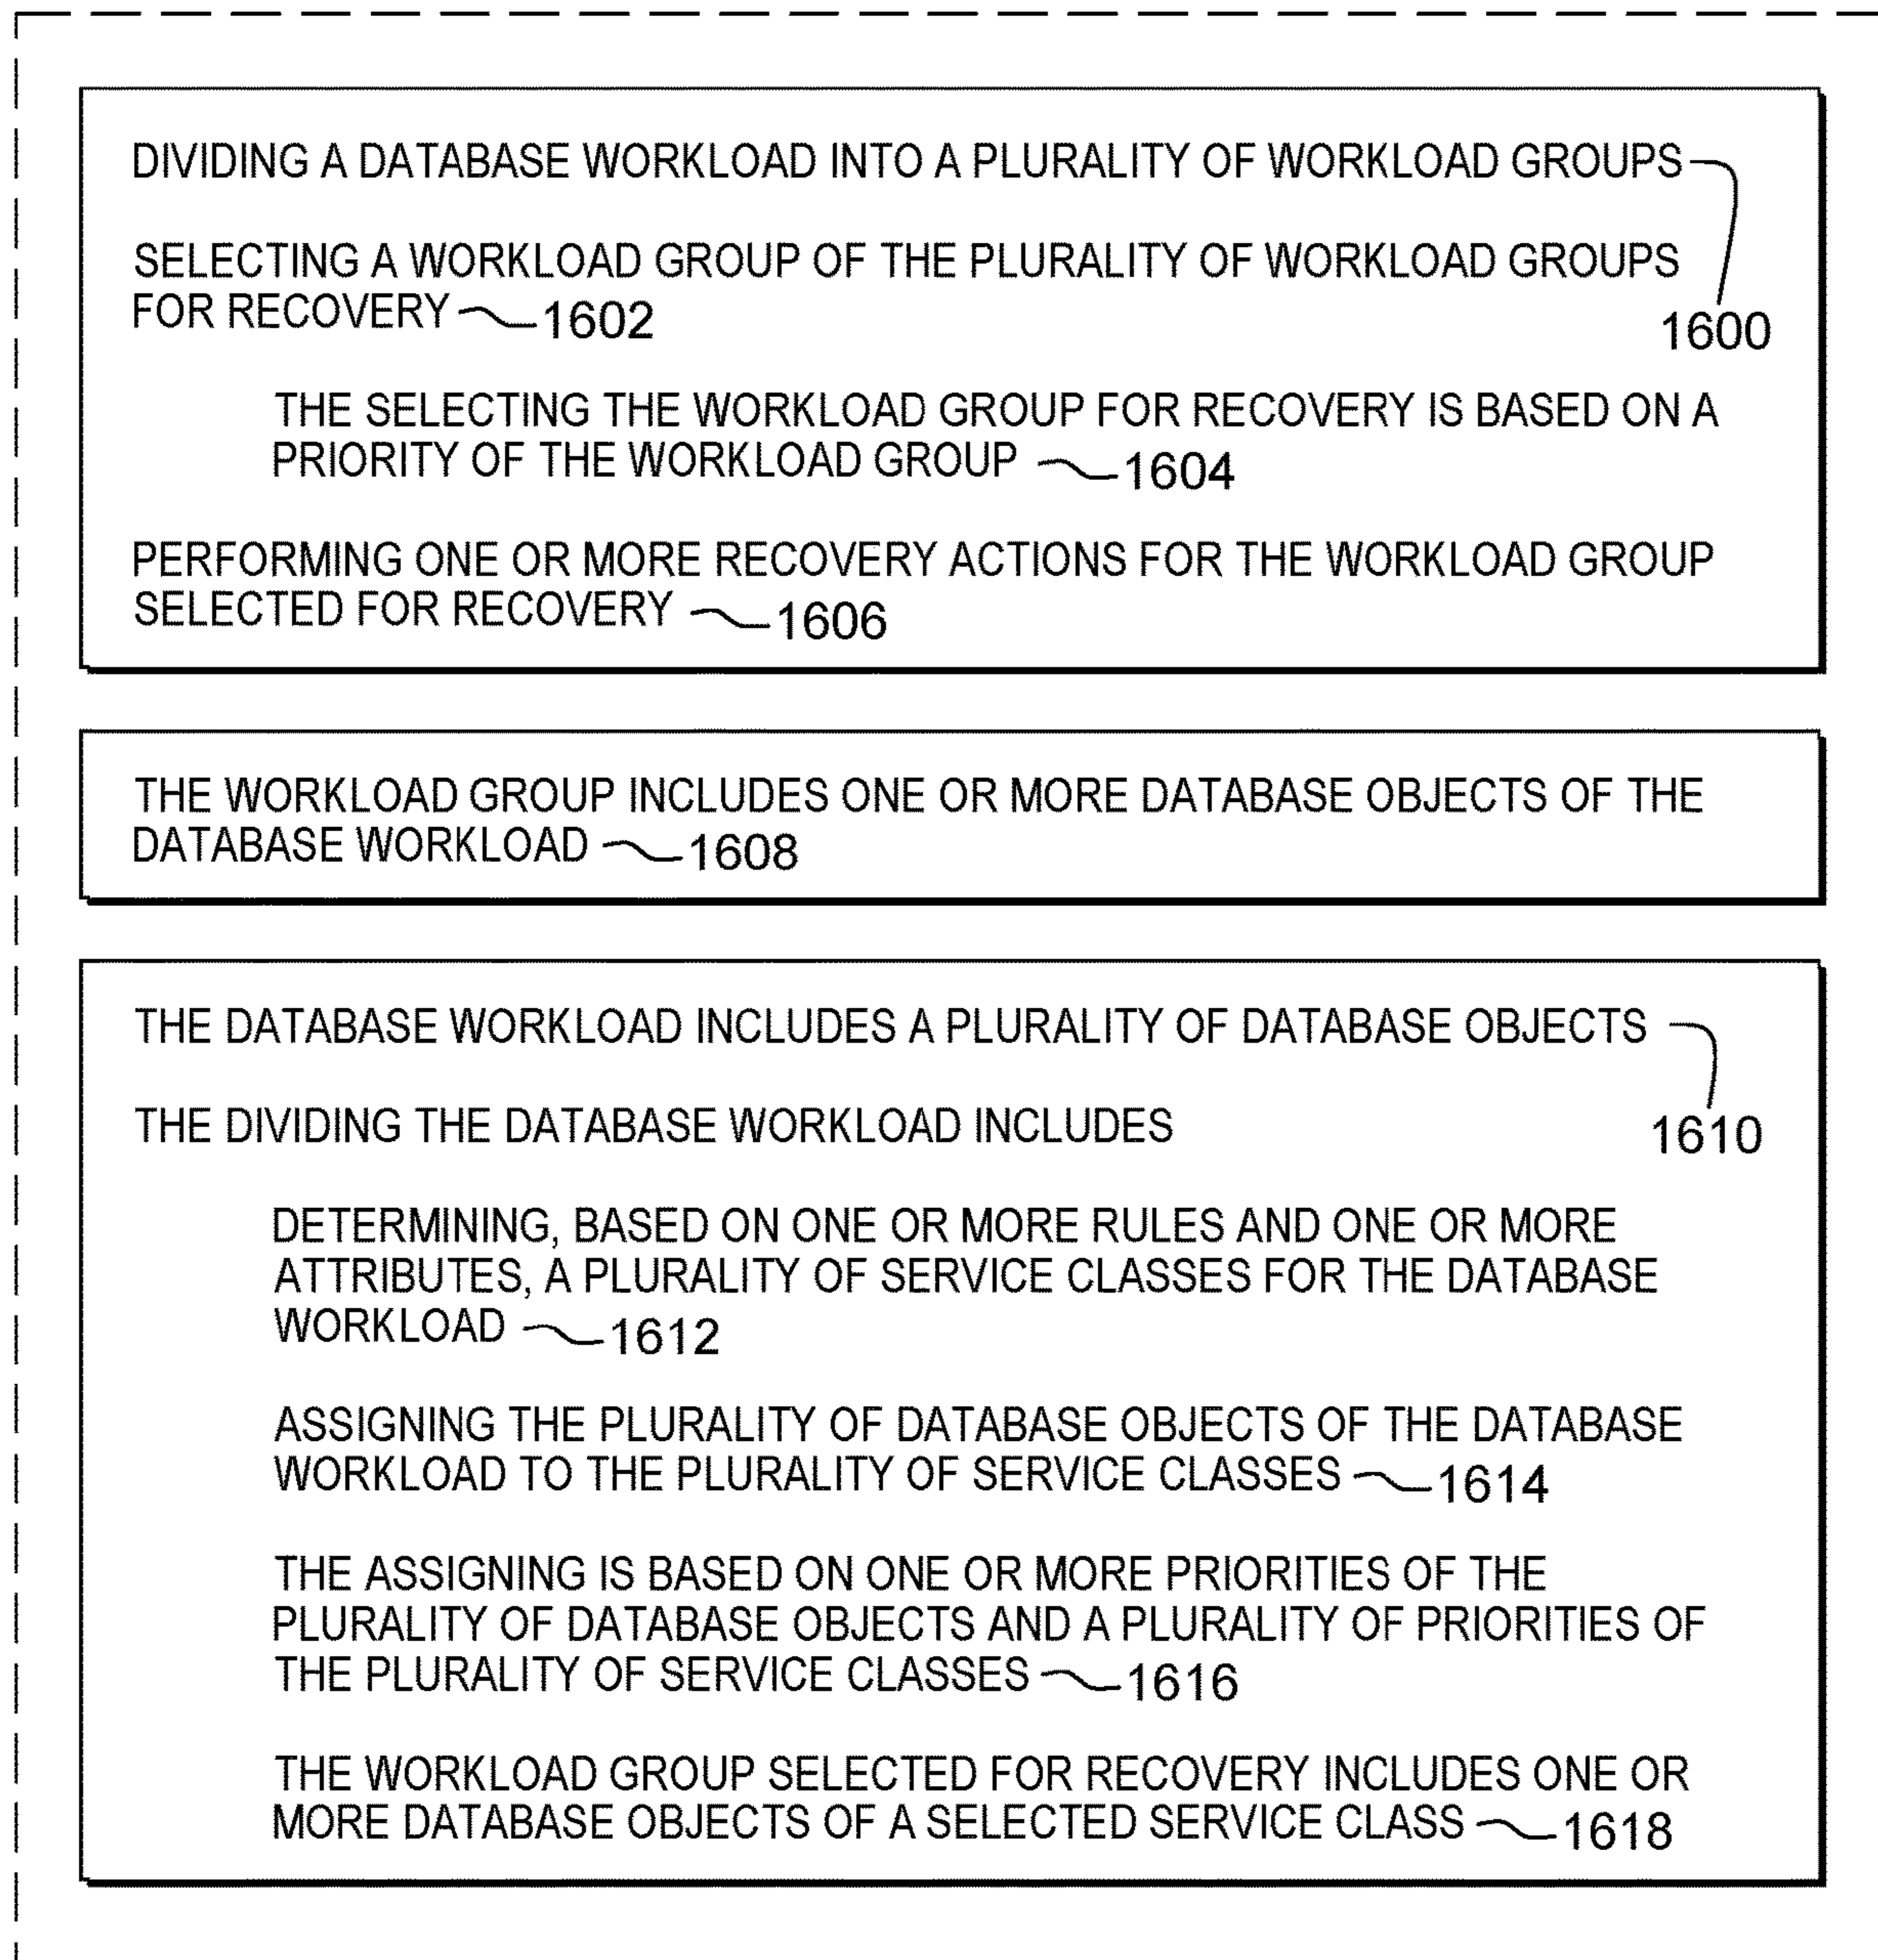 DIVIDING A DATABASE WORKLOAD INTO A PLURALITY OF WORKLOAD GROUPS
SELECTING A WORKLOAD GROUP OF THE PLURALITY OF WORKLOAD GROUPS
FOR RECOVERY 1602
1600
THE SELECTING THE WORKLOAD GROUP FOR RECOVERY IS BASED ON A
PRIORITY OF THE WORKLOAD GROUP 1604
PERFORMING ONE OR MORE RECOVERY ACTIONS FOR THE WORKLOAD GROUP
SELECTED FOR RECOVERY 1606
THE WORKLOAD GROUP INCLUDES ONE OR MORE DATABASE OBJECTS OF THE
DATABASE WORKLOAD 1608
THE DATABASE WORKLOAD INCLUDES A PLURALITY OF DATABASE OBJECTS
THE DIVIDING THE DATABASE WORKLOAD INCLUDES
1610
DETERMINING, BASED ON ONE OR MORE RULES AND ONE OR MORE
ATTRIBUTES, A PLURALITY OF SERVICE CLASSES FOR THE DATABASE
WORKLOAD 1612
ASSIGNING THE PLURALITY OF DATABASE OBJECTS OF THE DATABASE
WORKLOAD TO THE PLURALITY OF SERVICE CLASSES 1614
THE ASSIGNING IS BASED ON ONE OR MORE PRIORITIES OF THE
PLURALITY OF DATABASE OBJECTS AND A PLURALITY OF PRIORITIES OF
THE PLURALITY OF SERVICE CLASSES 1616
THE WORKLOAD GROUP SELECTED FOR RECOVERY INCLUDES ONE OR
MORE DATABASE OBJECTS OF A SELECTED SERVICE CLASS 1618